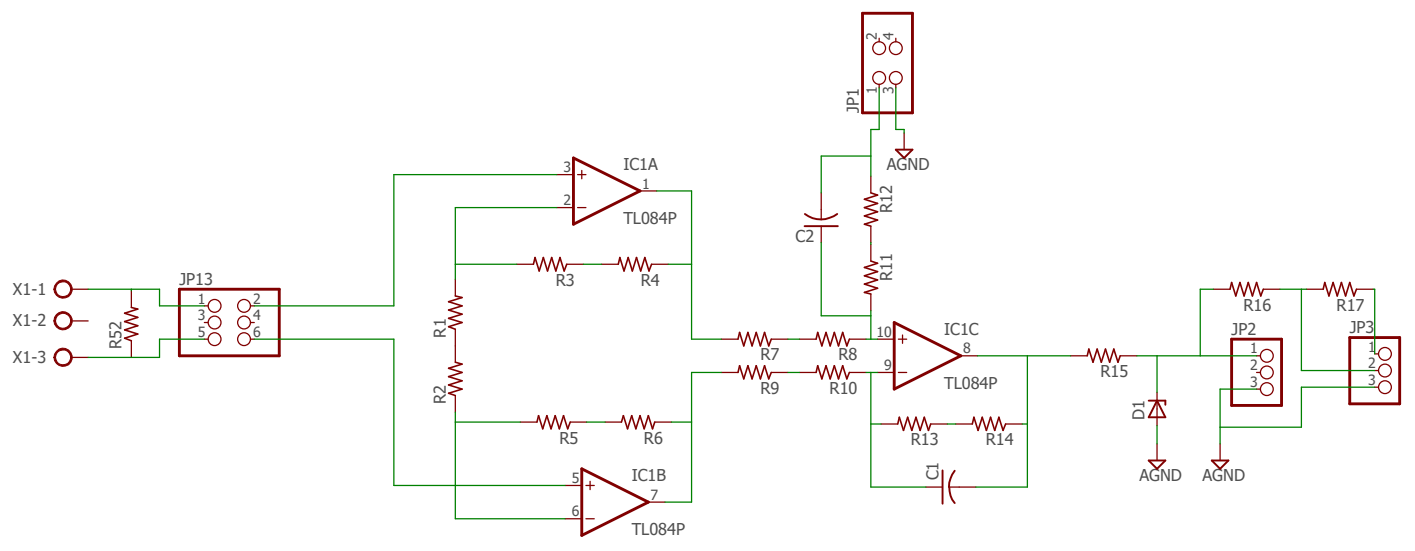 JP1
2
4
1
3
AGND
IC1A
3
2
1
TL084P
R12
C2
R11
R3
R4
JP13
X1-1
X1-2
X1-3
R52
1
2
3
4
5
6
R1
R2
R7
R8
R9
R10
10
9
IC1C
8
TL084P
R16
R17
JP2
1
2
3
JP3
1
2
3
R15
D1
R5
R6
R13
R14
C1
AGND
AGND
IC1B
5
6
7
TL084P